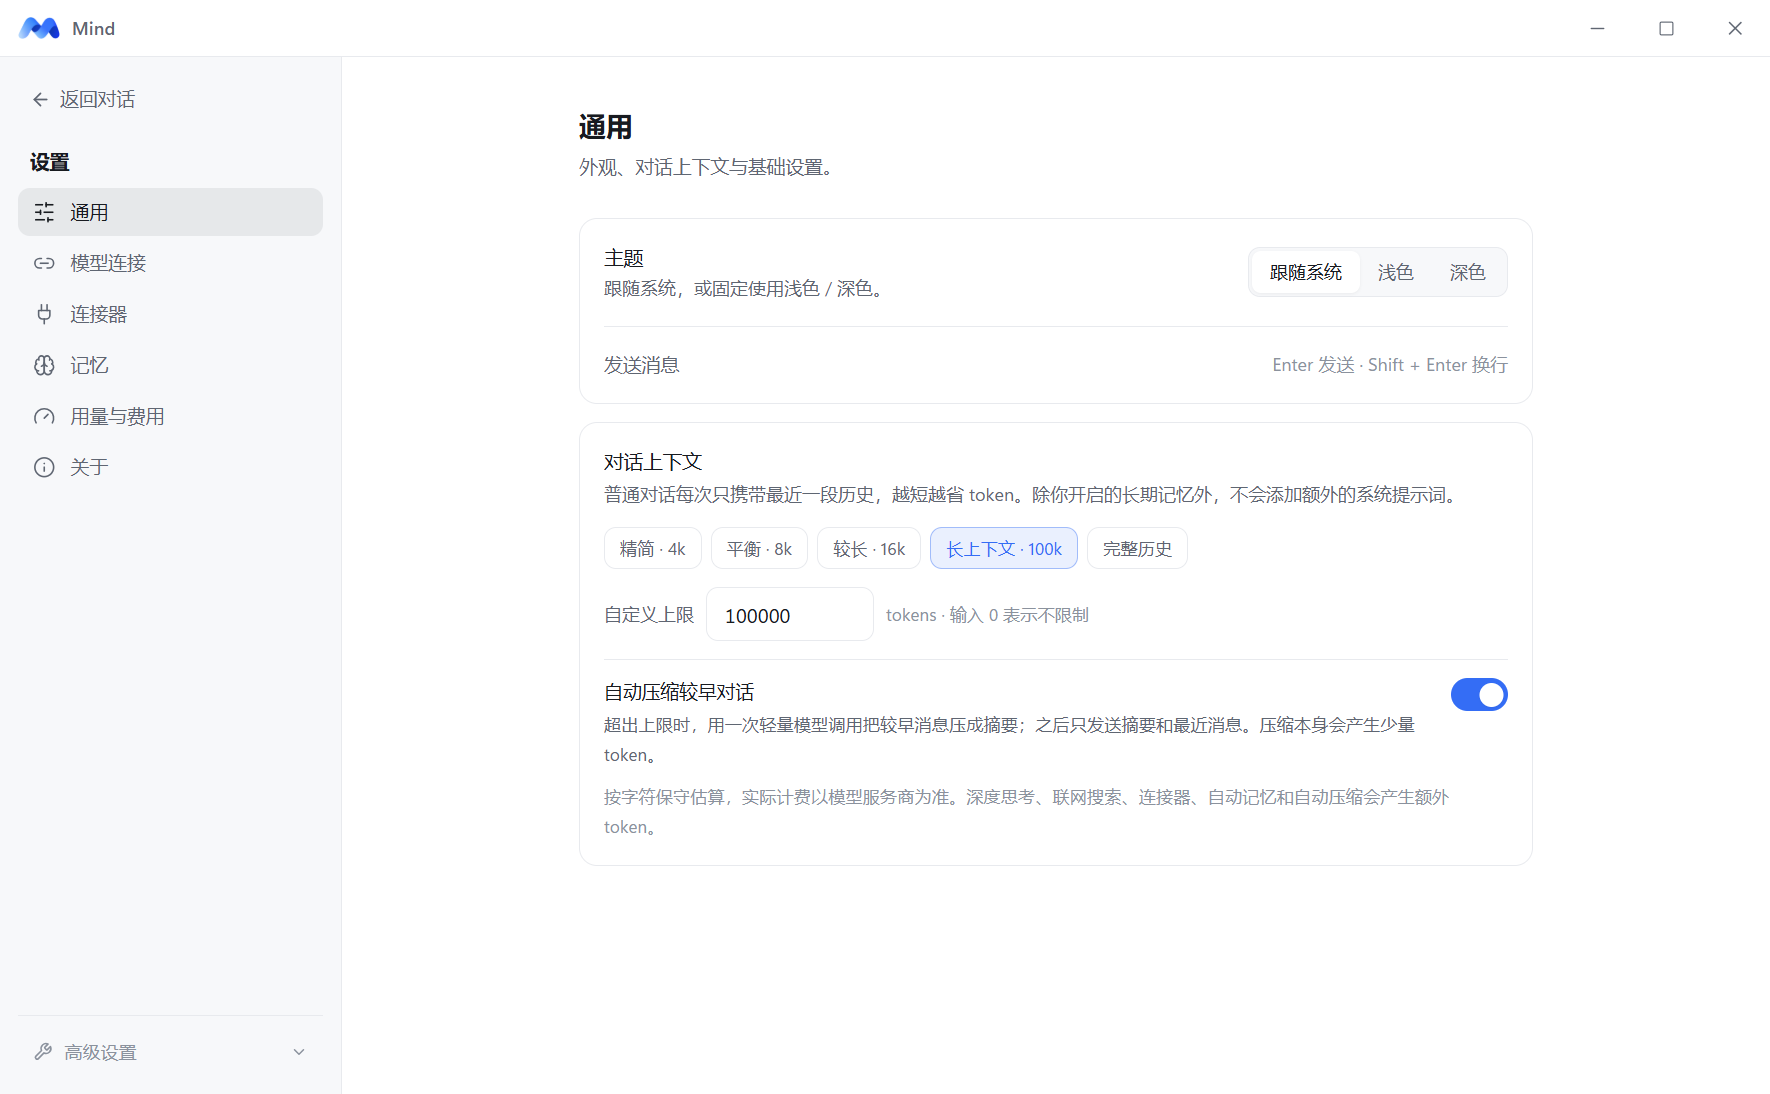 Mind
返回对话
设置
通用
模型连接
连接器
记忆
用量与费用
关于
高级设置
通用
外观、对话上下文与基础设置。
主题
跟随系统，或固定使用浅色 / 深色。
跟随系统
浅色
深色
发送消息
Enter 发送 · Shift + Enter 换行
对话上下文
普通对话每次只携带最近一段历史，越短越省 token。除你开启的长期记忆外，不会添加额外的系统提示词。
精简 · 4k
平衡 · 8k
较长 · 16k
长上下文 · 100k
完整历史
自定义上限
100000
tokens · 输入 0 表示不限制
自动压缩较早对话
超出上限时，用一次轻量模型调用把较早消息压成摘要；之后只发送摘要和最近消息。压缩本身会产生少量
token。
按字符保守估算，实际计费以模型服务商为准。深度思考、联网搜索、连接器、自动记忆和自动压缩会产生额外
token。